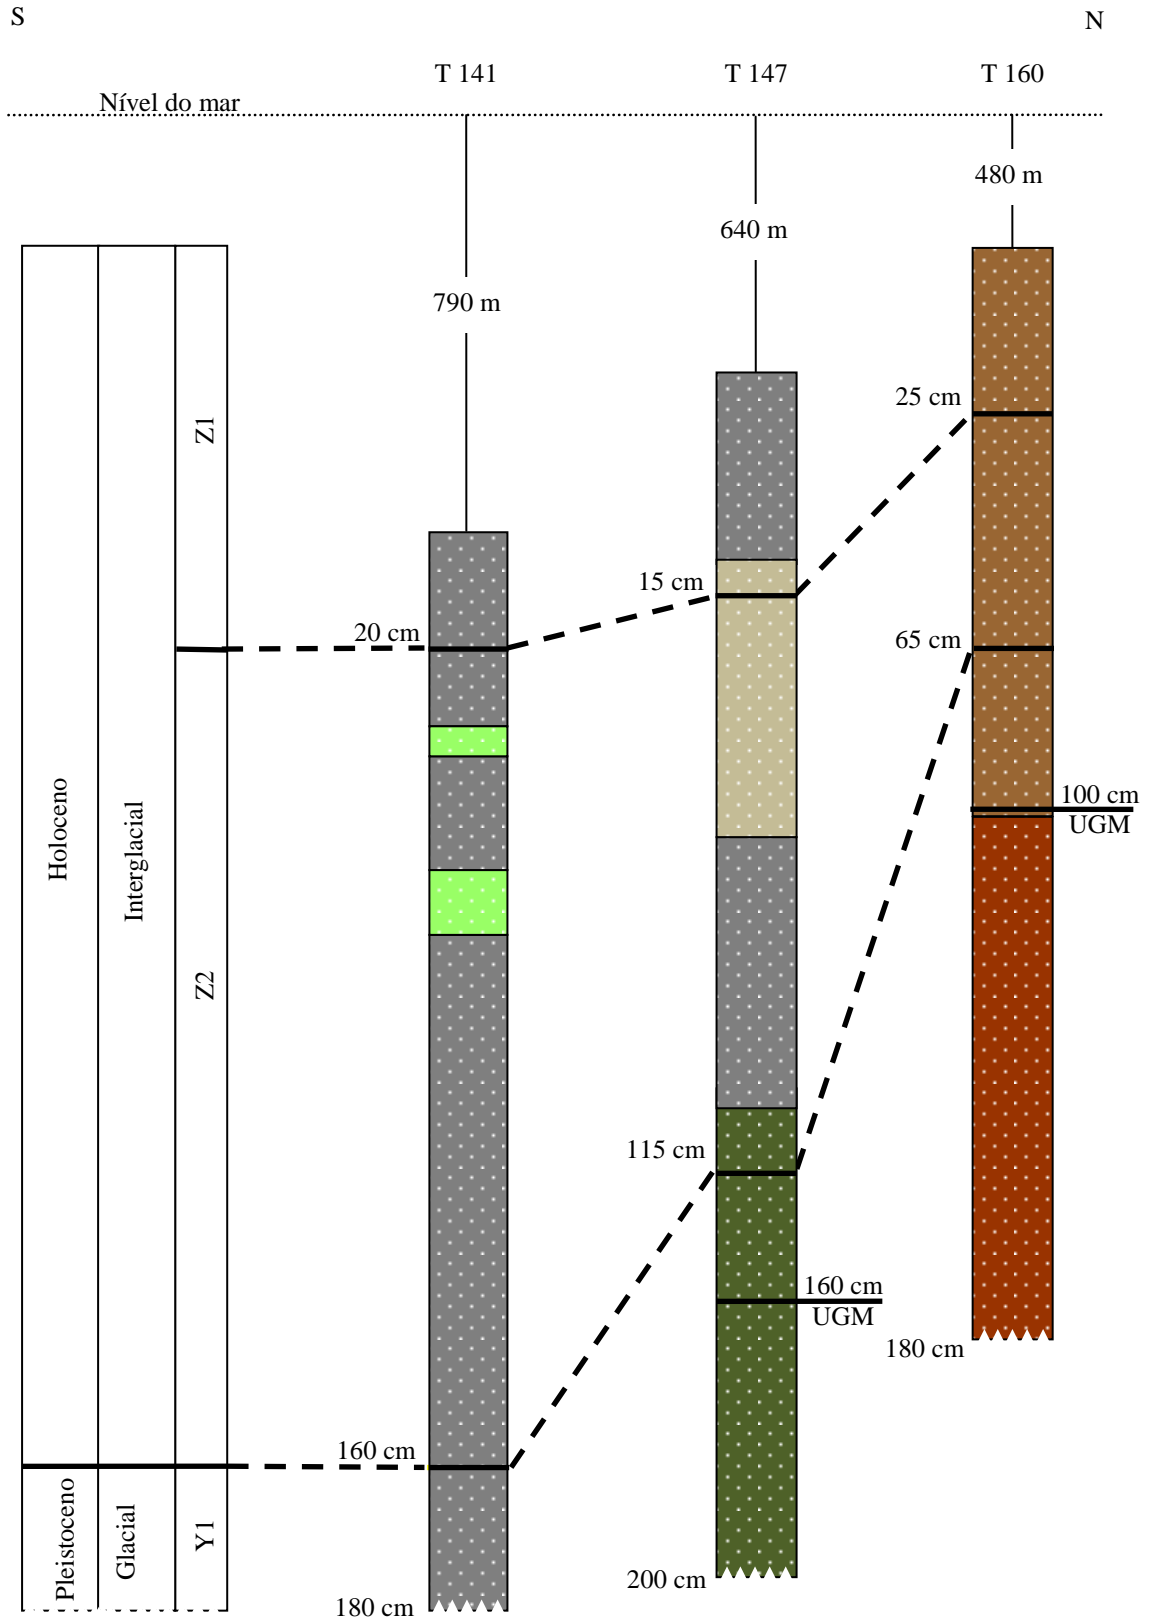 S
N
T 141
T 147
T 160
Nível do mar
480 m
640 m
790 m
25 cm
Z1
15 cm
20 cm
65 cm
100 cm
UGM
Holoceno
Interglacial
Z2
115 cm
160 cm
UGM
180 cm
160 cm
Pleistoceno
Glacial
Y1
200 cm
180 cm